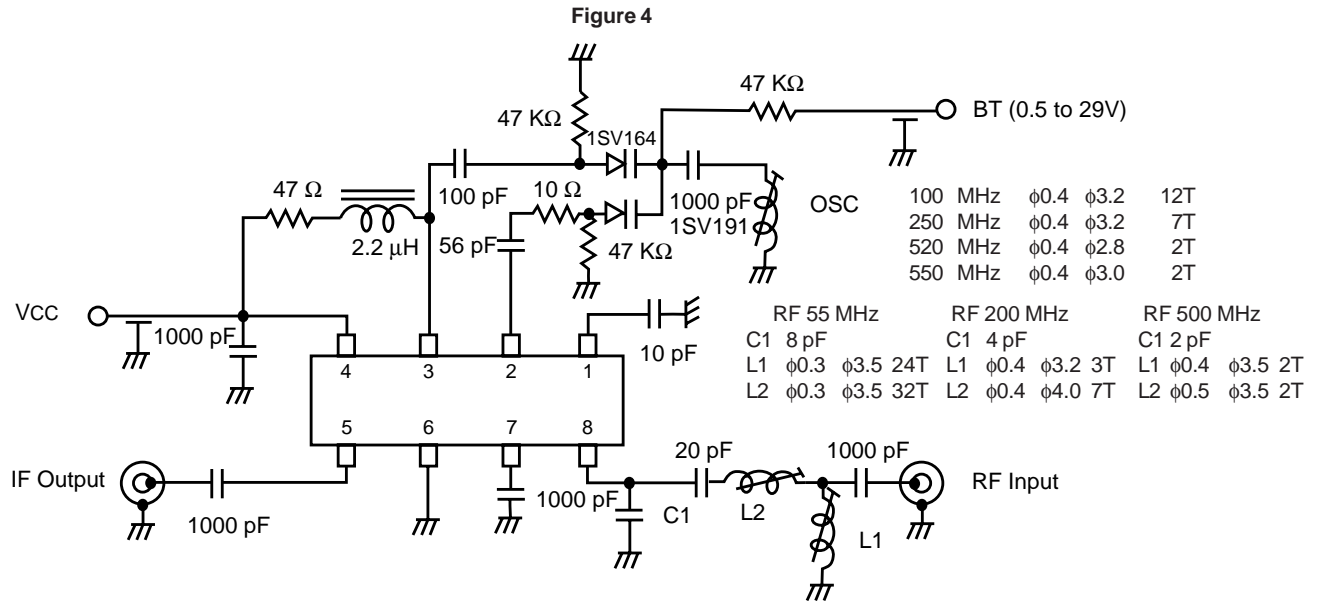 Figure 4
47 KΩ
47 KΩ
1SV164
BT (0.5 to 29V)
47 Ω
100 pF
10 Ω
1000 pF
1SV191
OSC
2.2 μH
56 pF
47 KΩ
100 MHz ϕ0.4 ϕ3.2 12T
250 MHz ϕ0.4 ϕ3.2 7T
520 MHz ϕ0.4 ϕ2.8 2T
550 MHz ϕ0.4 ϕ3.0 2T
VCC
1000 pF
10 pF
RF 55 MHz RF 200 MHz RF 500 MHz
C1 8 pF C1 4 pF C1 2 pF
L1 ϕ0.3 ϕ3.5 24T L1 ϕ0.4 ϕ3.2 3T L1 ϕ0.4 ϕ3.5 2T
L2 ϕ0.3 ϕ3.5 32T L2 ϕ0.4 ϕ4.0 7T L2 ϕ0.5 ϕ3.5 2T
4 3 2 1
5 6 7 8
IF Output
1000 pF
1000 pF
C1
20 pF
L2
1000 pF
RF Input
L1